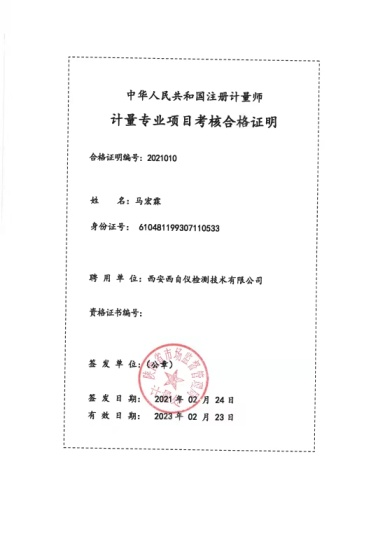 中华人民共和国注册计量师
计量专业项目考核合格证明
合格证明编号: 2021010
姓 名: 马宏霖
身份证号: 610481199307110533
聘用单位: 西安西自仪检测技术有限公司
资格证书编号:
签发单位: (公章)
签发日期: 2021 年 02 月 24 日
有效日期: 2023 年 02 月 23 日